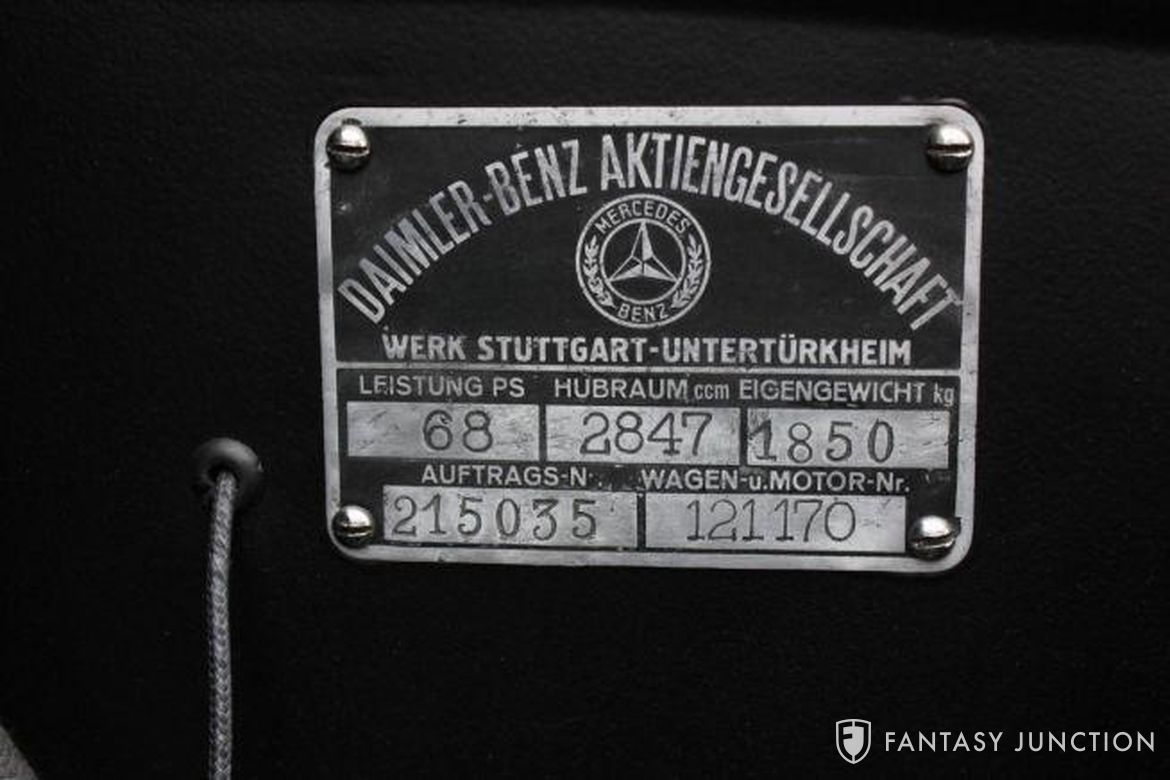 DAIMLER-BENZ AKTIENGESELLSCHAFT
MERCEDES
BENZ
WERK STUTTGART-UNTERTÜRKHEIM
LEISTUNG PS HUBRAUM ccm EIGENGEWICHT kg
68 2847 1850
AUFTRAGS-Nr. WAGEN-u.MOTOR-Nr.
215035 121170
FANTASY JUNCTION